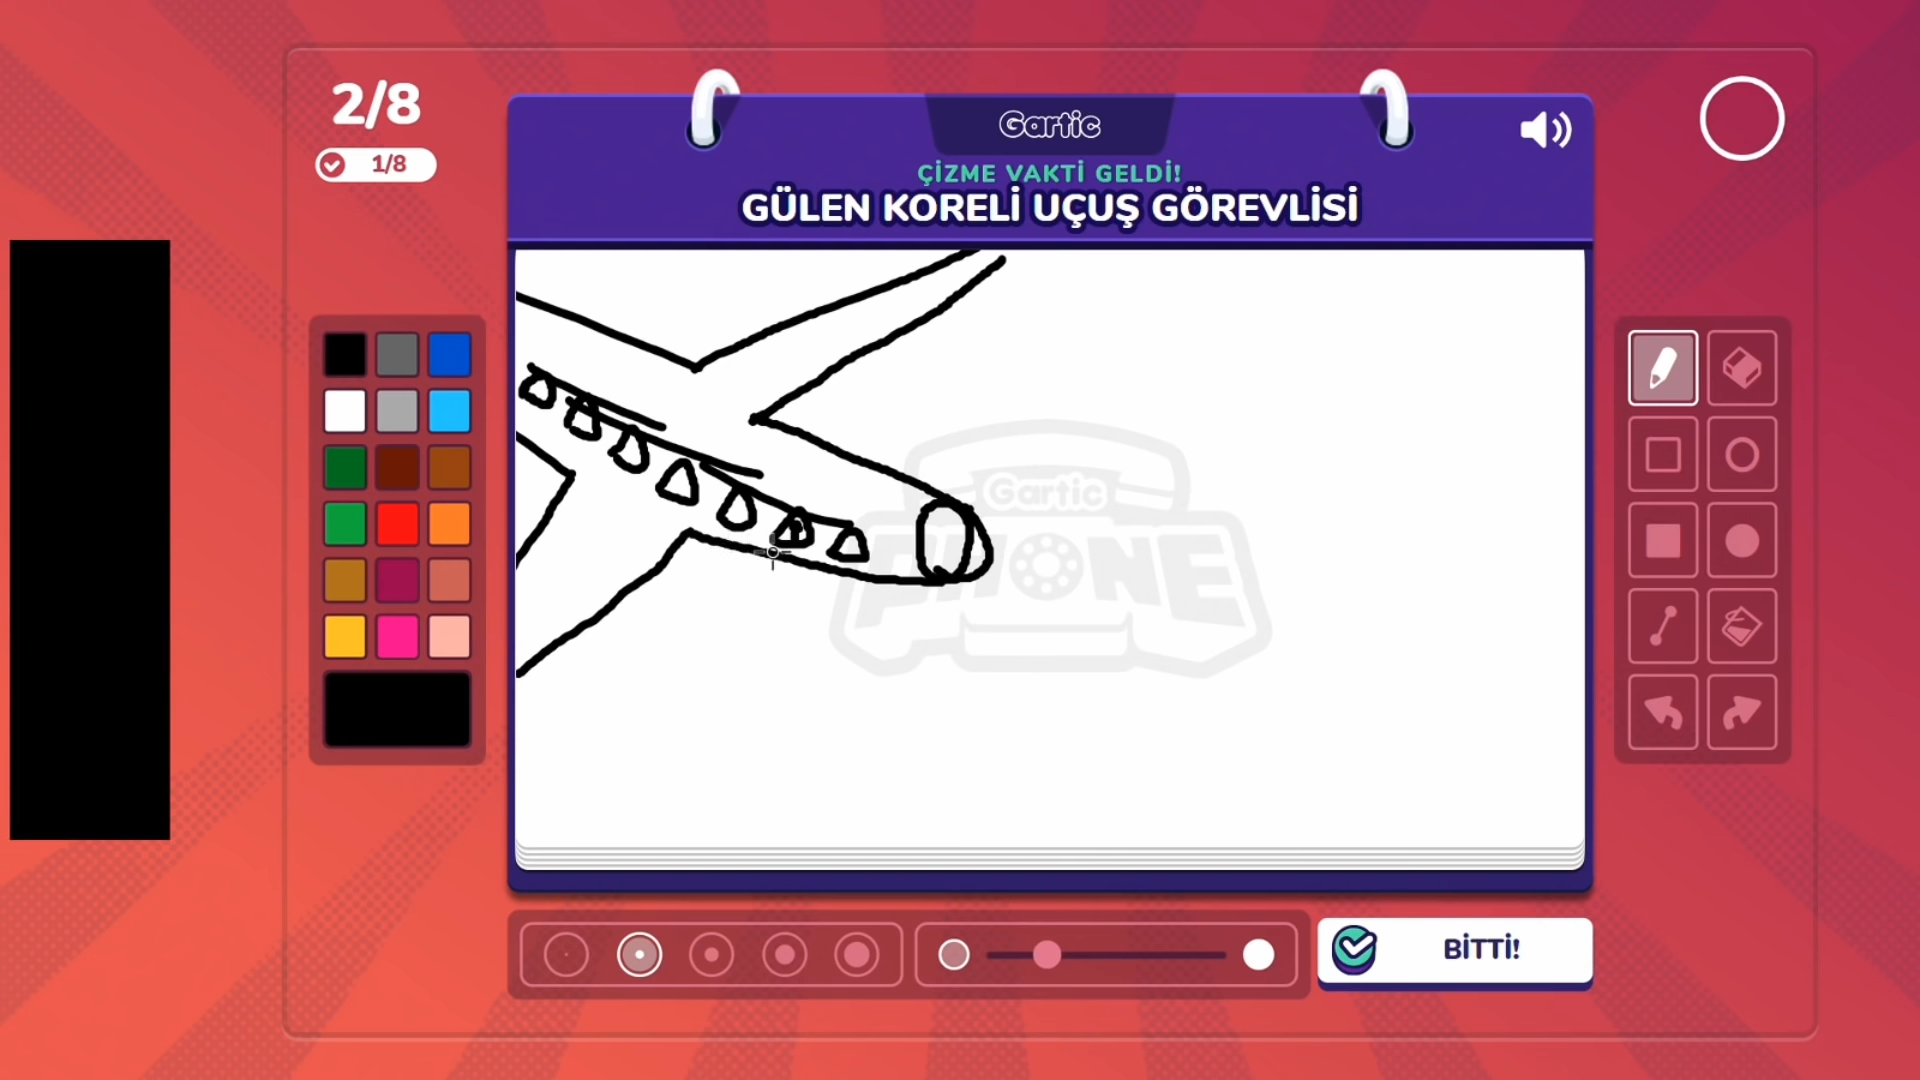 2/8
1/8
Gartic
ÇİZME VAKTİ GELDİ!
GÜLEN KORELİ UÇUŞ GÖREVLİSİ
Gartic
PHONE
BİTTİ!